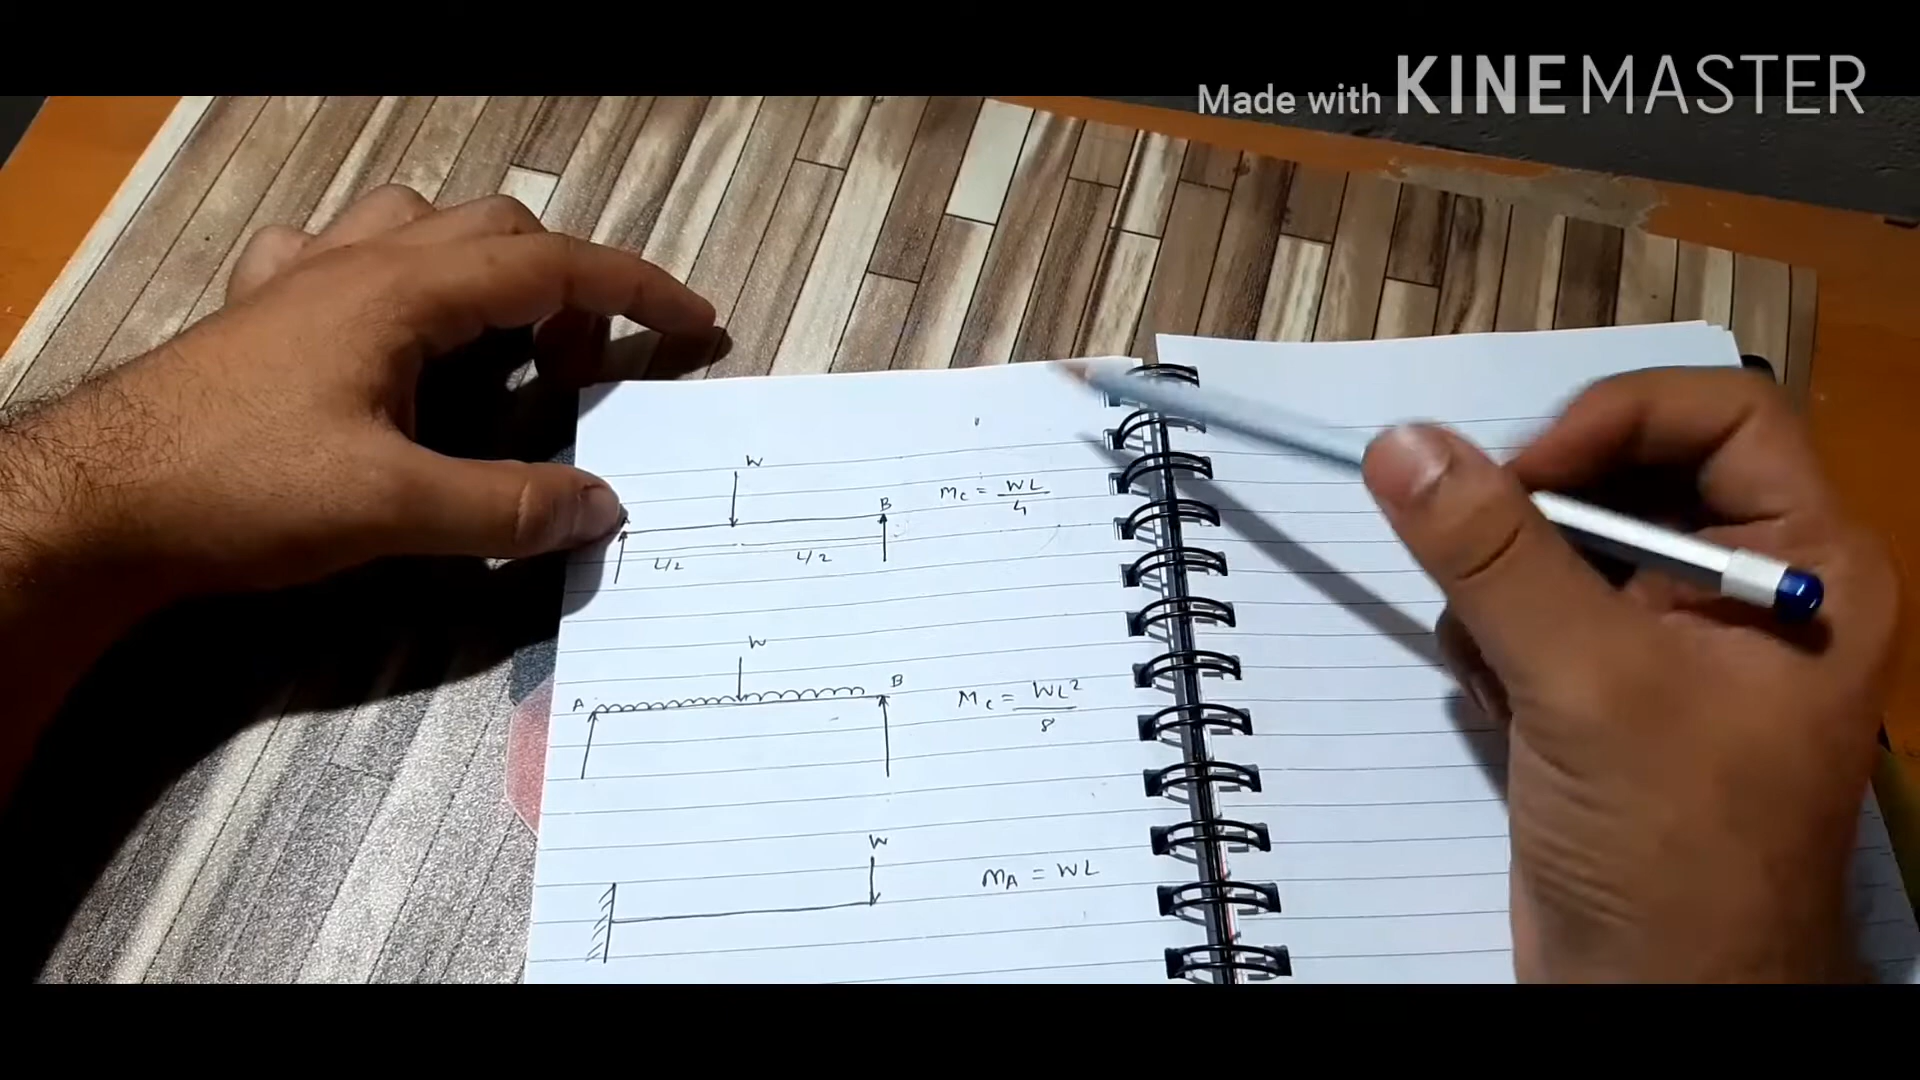 Made with KINEMASTER
W
B
L/2 L/2
Mc = WL/4
W
A B
Mc = WL²/8
W
MA = WL